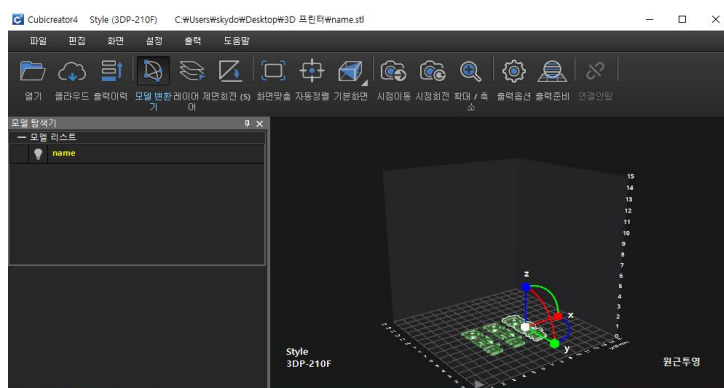 Cubicreator4 Style (3DP-210F) C:₩Users₩skydo₩Desktop₩3D 프린터₩name.stl
파일 편집 화면 설정 출력 도움말
열기 클라우드 출력이력 모델 변환기 레이어 제면회전 (S) 화면맞춤 자동정렬 기본화면 시점이동 시점회전 확대 / 축소 출력옵션 출력준비 연결안됨
모델 탐색기
모델 리스트
name
15
14
13
12
11
10
9
8
7
6
5
4
3
2
1
0
z
x
y
Style
3DP-210F
원근투영